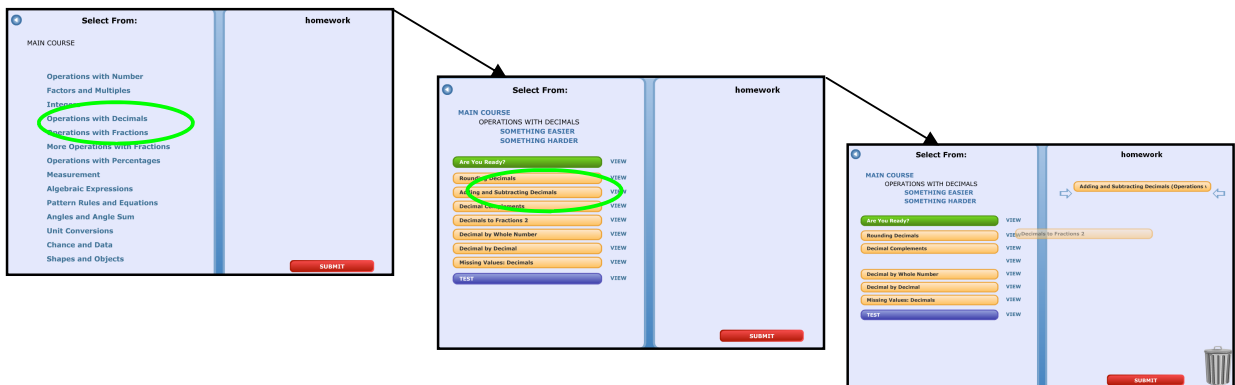 Select From:
homework
MAIN COURSE
Operations with Number
Factors and Multiples
Integers
Operations with Decimals
Operations with Fractions
More Operations with Fractions
Operations with Percentages
Measurement
Algebraic Expressions
Pattern Rules and Equations
Angles and Angle Sum
Unit Conversions
Chance and Data
Shapes and Objects
SUBMIT
Select From:
homework
MAIN COURSE
OPERATIONS WITH DECIMALS
SOMETHING EASIER
SOMETHING HARDER
Are You Ready? VIEW
Rounding Decimals VIEW
Adding and Subtracting Decimals VIEW
Decimal Complements VIEW
Decimals to Fractions 2 VIEW
Decimal by Whole Number VIEW
Decimal by Decimal VIEW
Missing Values: Decimals VIEW
TEST VIEW
SUBMIT
Select From:
homework
MAIN COURSE
OPERATIONS WITH DECIMALS
SOMETHING EASIER
SOMETHING HARDER
Adding and Subtracting Decimals (Operations
Are You Ready? VIEW
Rounding Decimals VIEW
Decimals to Fractions 2
Decimal Complements VIEW
VIEW
Decimal by Whole Number VIEW
Decimal by Decimal VIEW
Missing Values: Decimals VIEW
TEST VIEW
SUBMIT